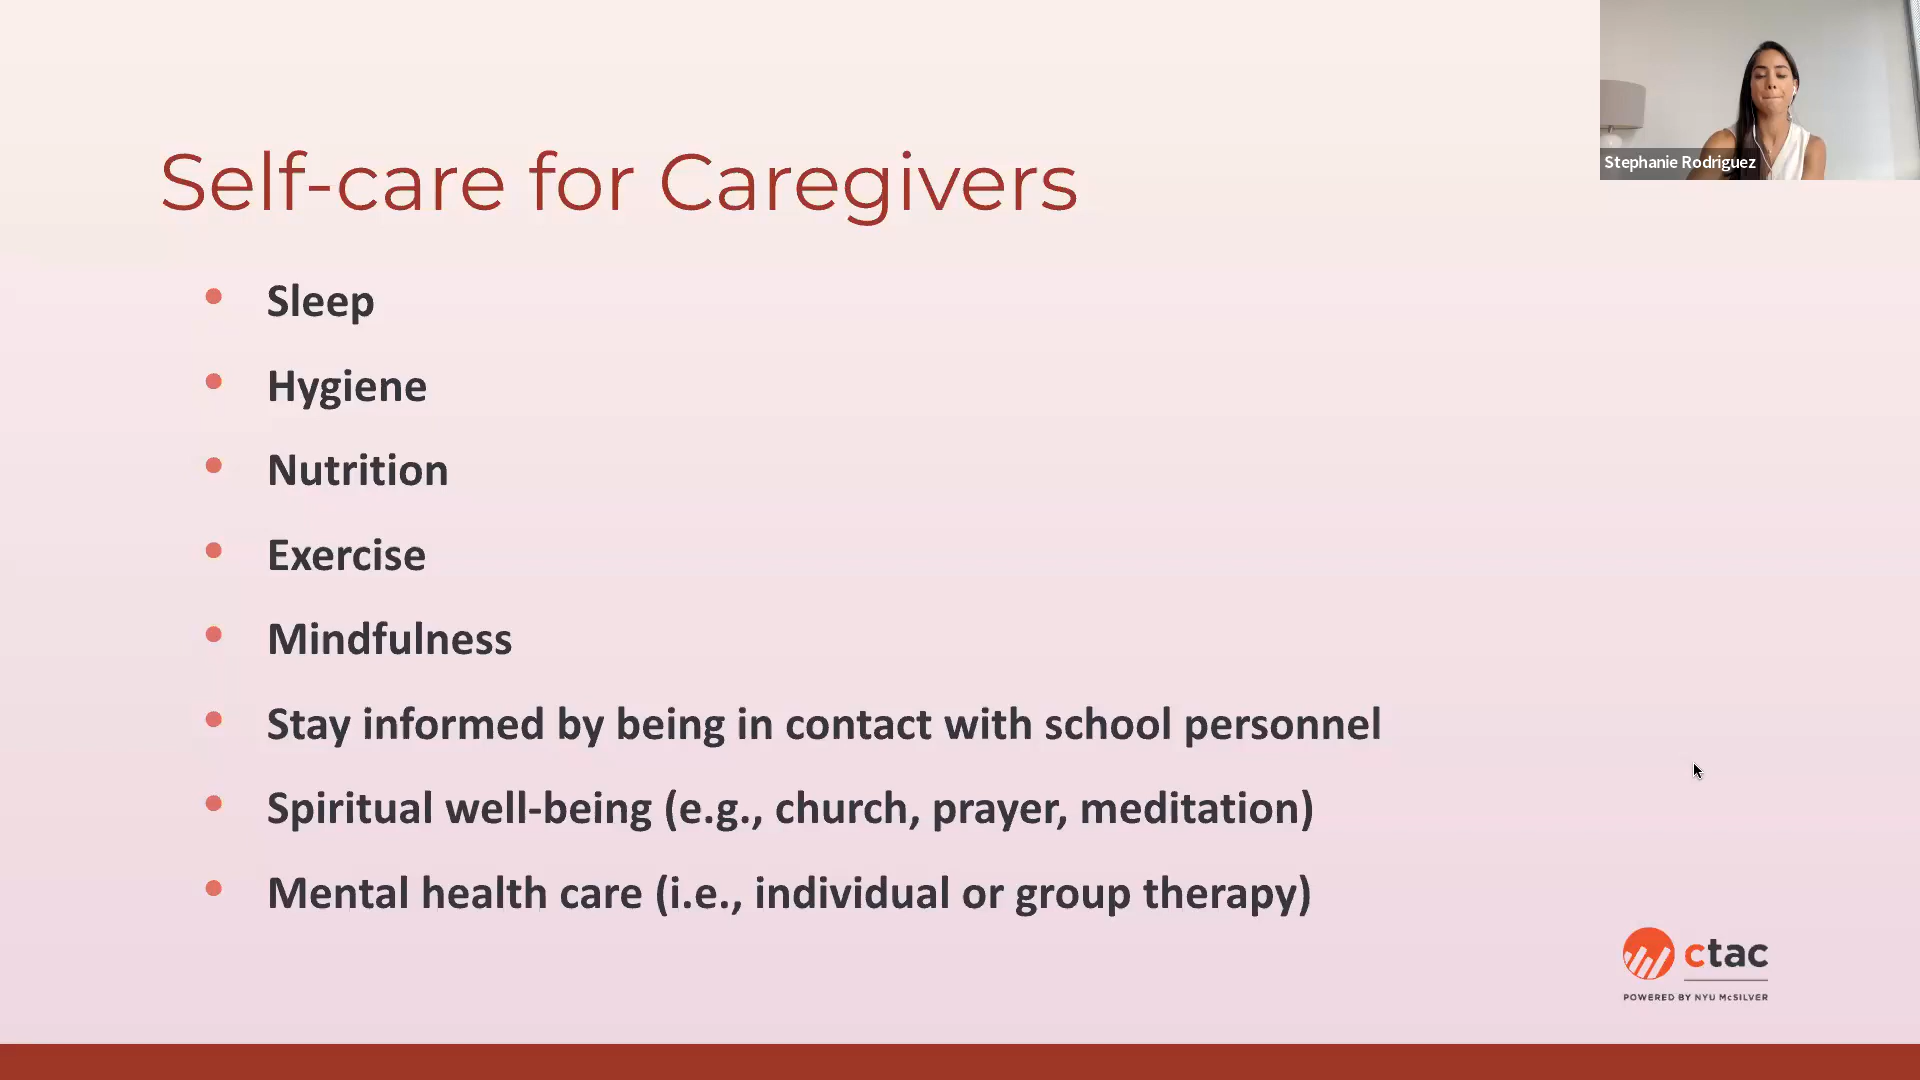 Stephanie Rodriguez
Self-care for Caregivers
• Sleep
• Hygiene
• Nutrition
• Exercise
• Mindfulness
• Stay informed by being in contact with school personnel
• Spiritual well-being (e.g., church, prayer, meditation)
• Mental health care (i.e., individual or group therapy)
ctac
POWERED BY NYU McSILVER